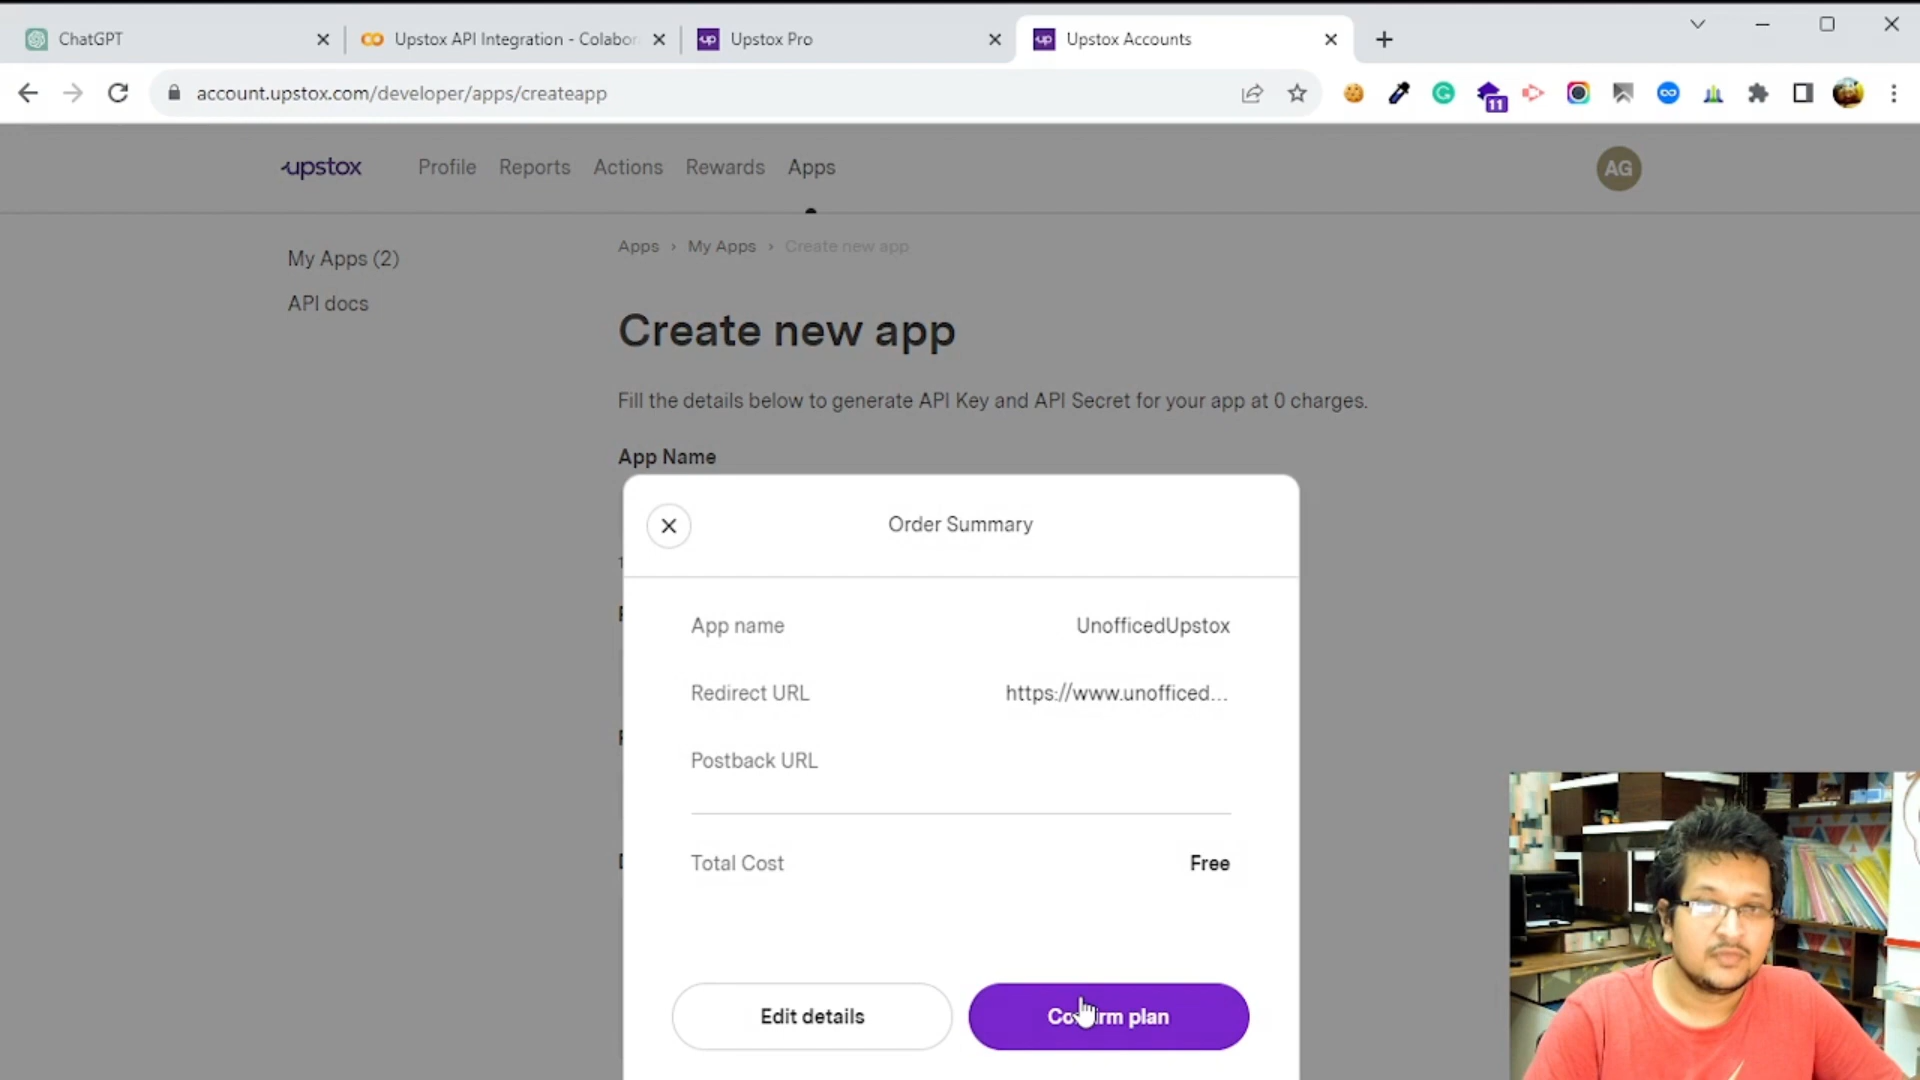 ChatGPT
Upstox API Integration - Colabor
Upstox Pro
Upstox Accounts
account.upstox.com/developer/apps/createapp
11
upstox
Profile
Reports
Actions
Rewards
Apps
AG
My Apps (2)
API docs
Apps › My Apps › Create new app
Create new app
Fill the details below to generate API Key and API Secret for your app at 0 charges.
App Name
Order Summary
App name UnofficedUpstox
Redirect URL https://www.unofficed...
Postback URL
Total Cost Free
Edit details
Confirm plan